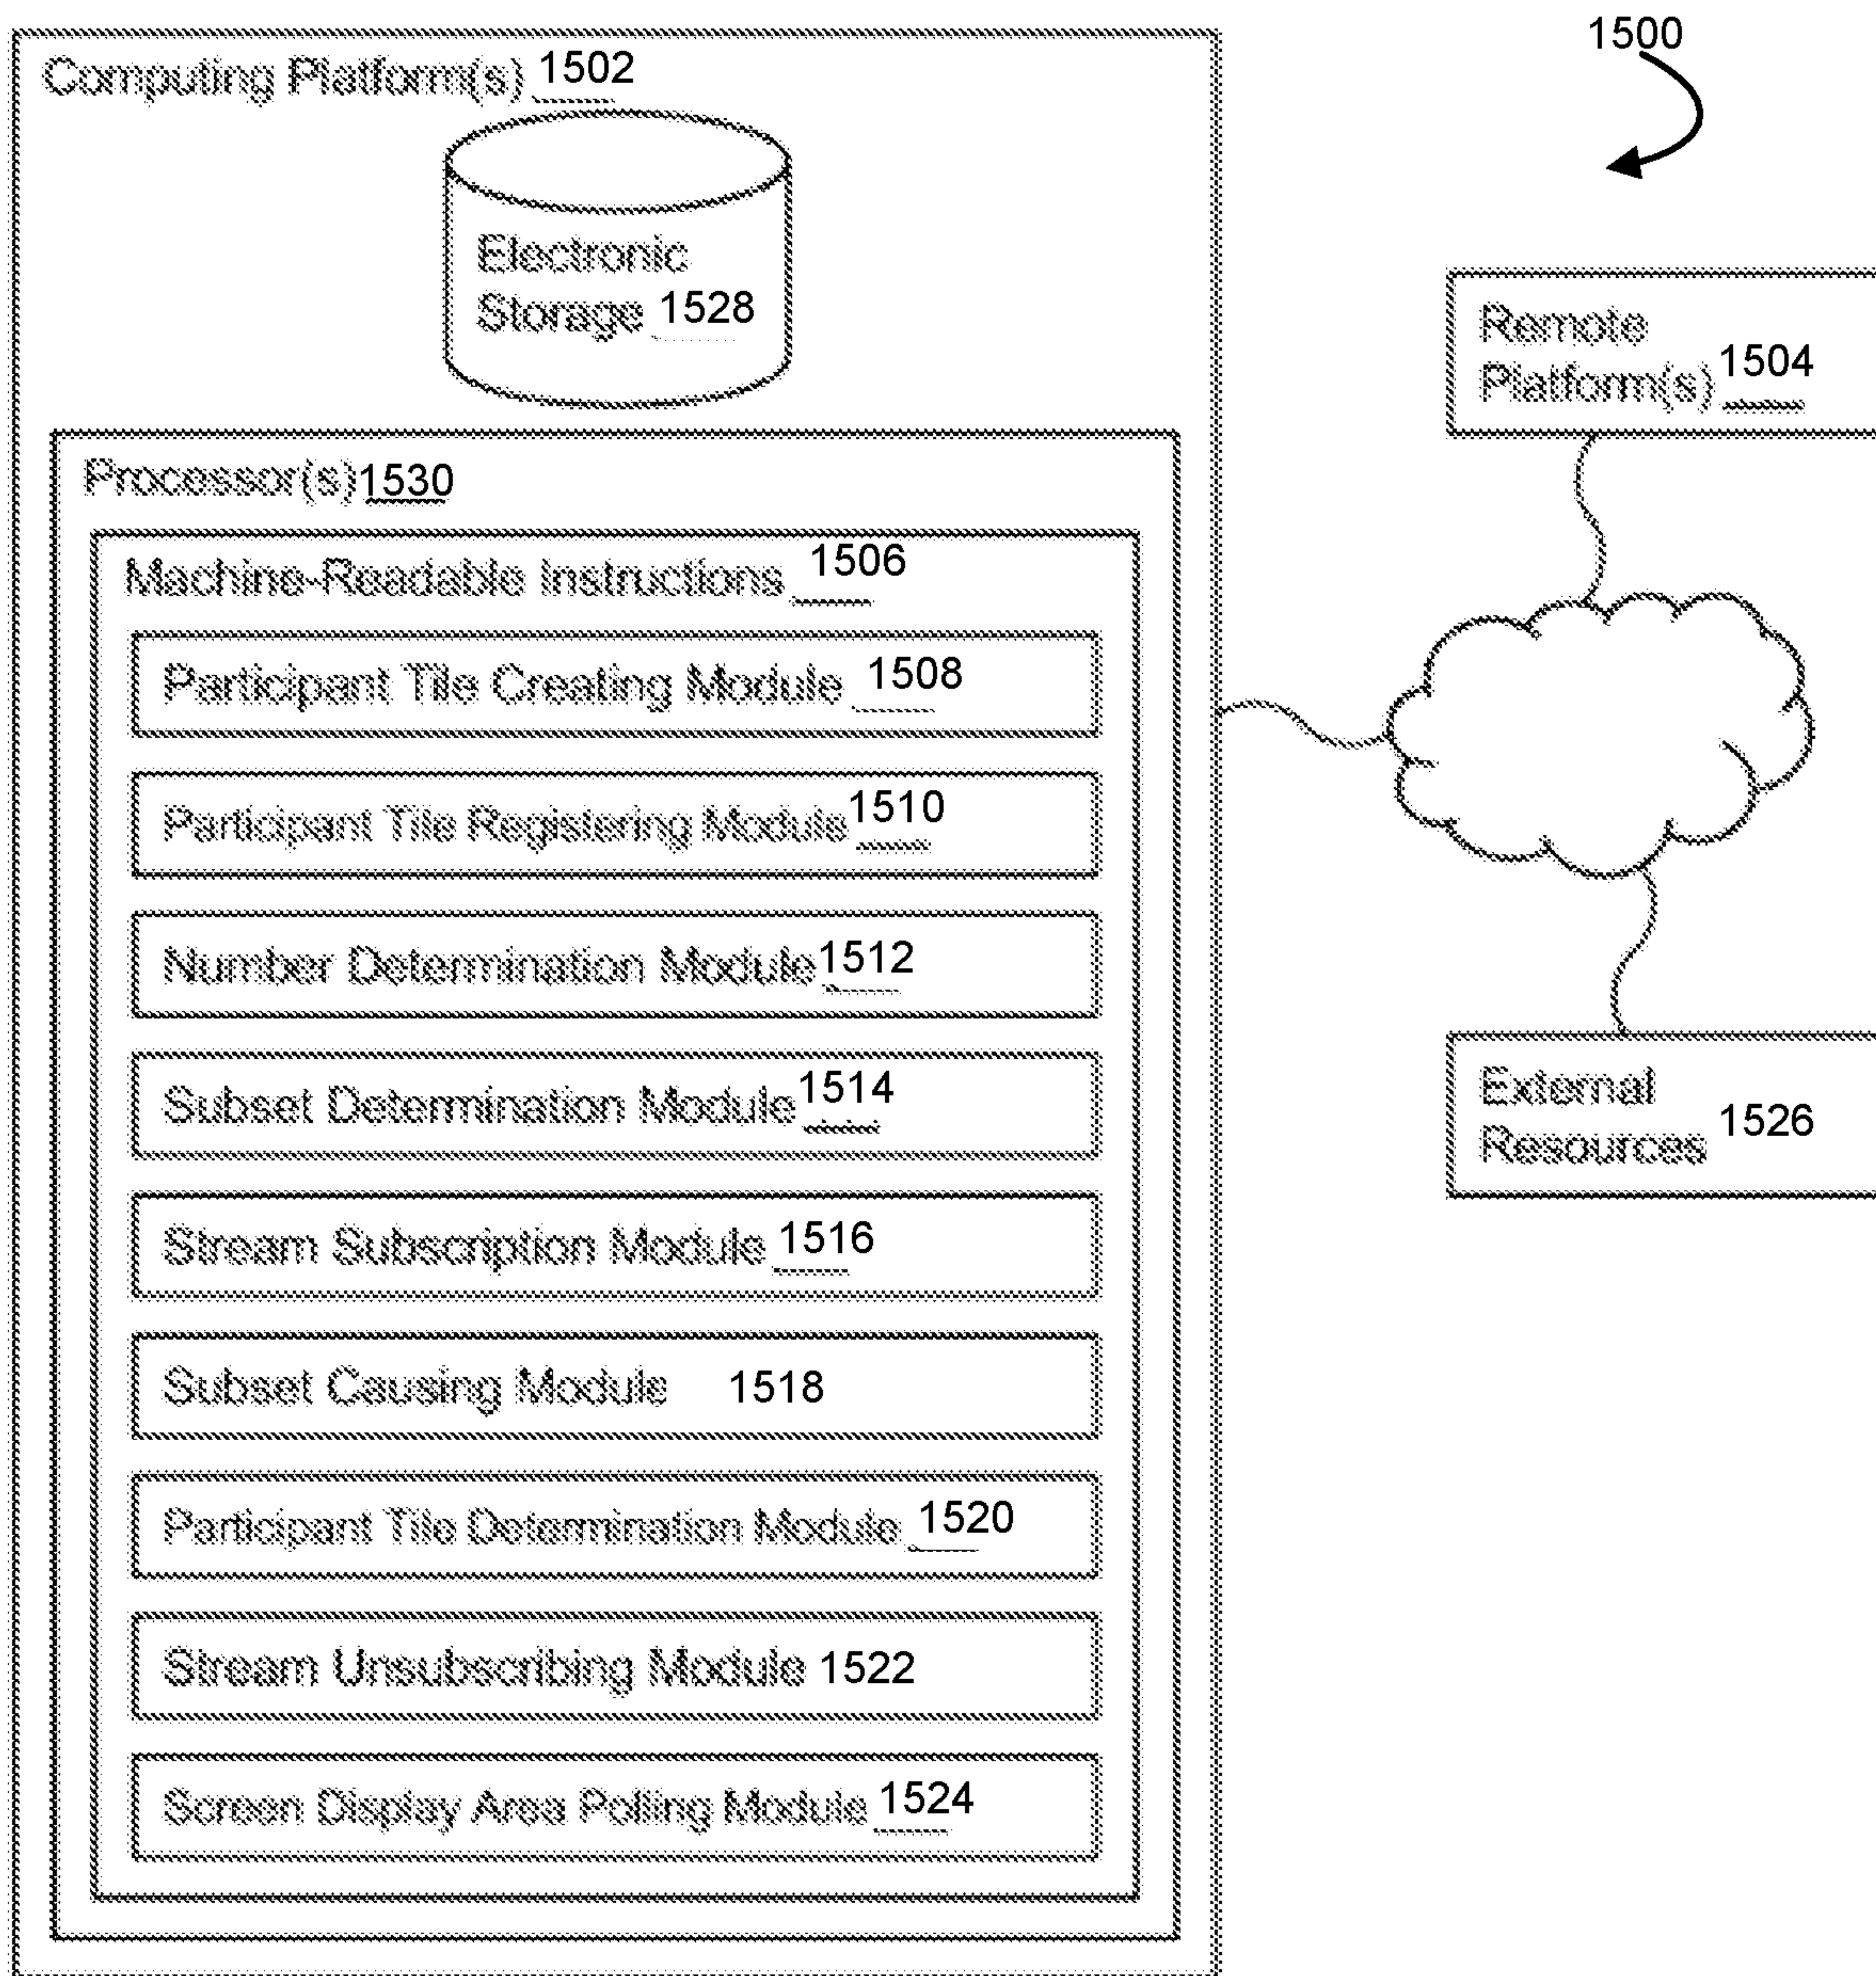 1500
Computing Platform(s) 1502
Electronic
Storage 1528
Remote
Platform(s) 1504
Processor(s) 1530
Machine-Readable Instructions 1506
Participant Tile Creating Module 1508
Participant Tile Registering Module 1510
Number Determination Module 1512
Subset Determination Module 1514
Stream Subscription Module 1516
Subset Causing Module 1518
Participant Tile Determination Module 1520
Stream Unsubscribing Module 1522
Screen Display Area Polling Module 1524
External
Resources 1526